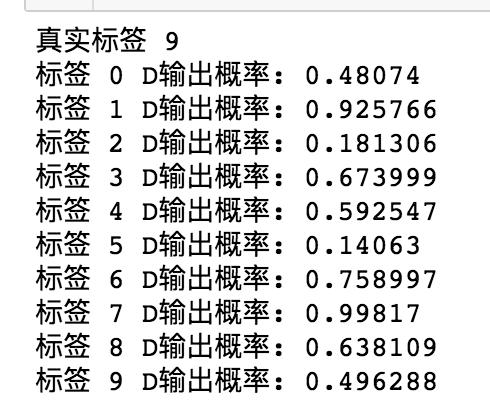 真实标签 9
标签 0 D输出概率: 0.48074
标签 1 D输出概率: 0.925766
标签 2 D输出概率: 0.181306
标签 3 D输出概率: 0.673999
标签 4 D输出概率: 0.592547
标签 5 D输出概率: 0.14063
标签 6 D输出概率: 0.758997
标签 7 D输出概率: 0.99817
标签 8 D输出概率: 0.638109
标签 9 D输出概率: 0.496288